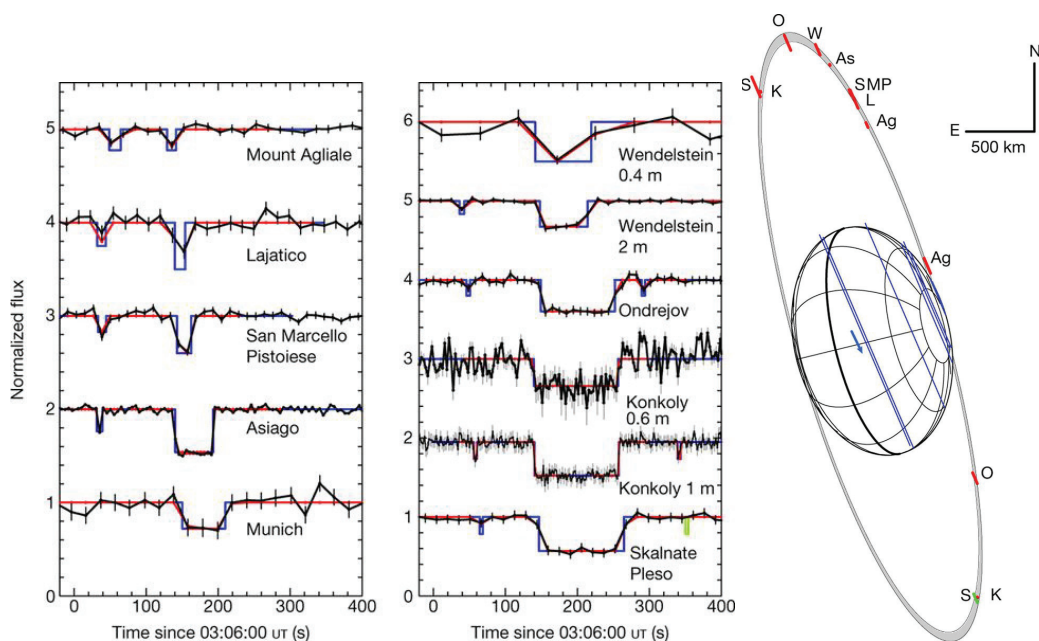 Normalized flux
5
4
3
2
1
0
Mount Agliale
Lajatico
San Marcello
Pistoiese
Asiago
Munich
0 100 200 300 400
Time since 03:06:00 UT (s)
6
5
4
3
2
1
0
Wendelstein
0.4 m
Wendelstein
2 m
Ondrejov
Konkoly
0.6 m
Konkoly 1 m
Skalnate
Pleso
0 100 200 300 400
Time since 03:06:00 UT (s)
O
W
As
S K
SMP
L
Ag
N
E
500 km
Ag
O
S K